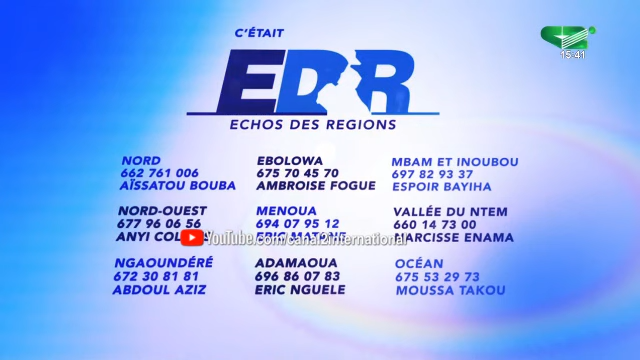 C'ÉTAIT
EDR
ECHOS DES REGIONS
15:41
NORD
662 761 006
AÏSSATOU BOUBA
EBOLOWA
675 70 45 70
AMBROISE FOGUE
MBAM ET INOUBOU
697 82 93 37
ESPOIR BAYIHA
NORD-OUEST
677 96 06 56
ANYI
MENOUA
694 07 95 12
ERIC
VALLÉE DU NTEM
660 14 73 00
NARCISSE ENAMA
YouTube.com/canal2international
NGAOUNDÉRÉ
672 30 81 81
ABDOUL AZIZ
ADAMAOUA
696 86 07 83
ERIC NGUELE
OCÉAN
675 53 29 73
MOUSSA TAKOU